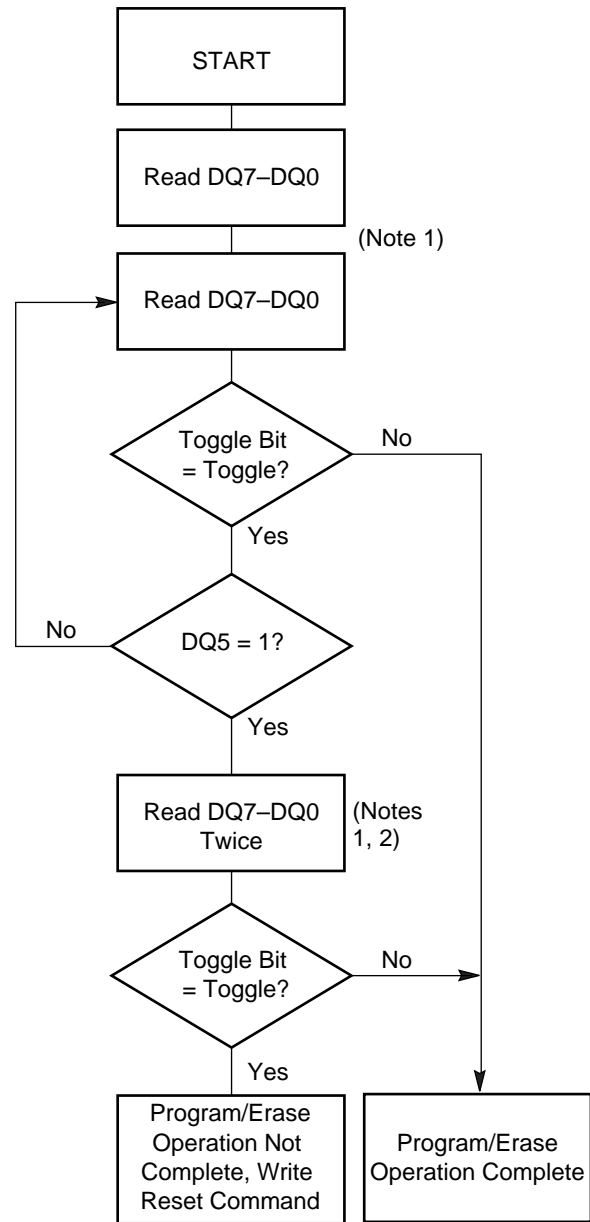 START
Read DQ7–DQ0
(Note 1)
Read DQ7–DQ0
Toggle Bit
= Toggle?
No
Yes
No
DQ5 = 1?
Yes
Read DQ7–DQ0
Twice
(Notes
1, 2)
Toggle Bit
= Toggle?
No
Yes
Program/Erase
Operation Not
Complete, Write
Reset Command
Program/Erase
Operation Complete